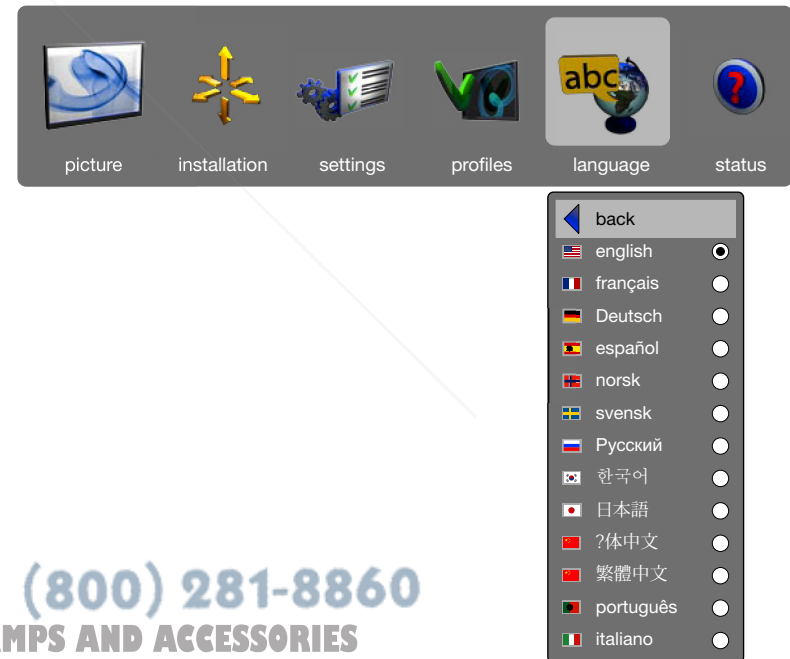 abc
picture installation settings profiles language status
back
english
français
Deutsch
español
norsk
svensk
Русский
한국어
日本語
?体中文
繁體中文
português
italiano
(800) 281-8860
MPS AND ACCESSORIES